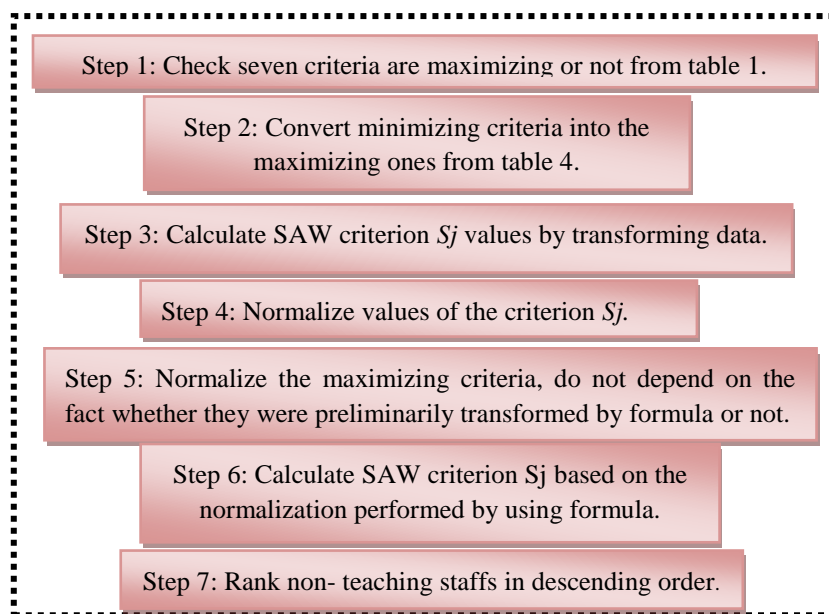 Step 1: Check seven criteria are maximizing or not from table 1.
Step 2: Convert minimizing criteria into the
maximizing ones from table 4.
Step 3: Calculate SAW criterion Sj values by transforming data.
Step 4: Normalize values of the criterion Sj.
Step 5: Normalize the maximizing criteria, do not depend on the
fact whether they were preliminarily transformed by formula or not.
Step 6: Calculate SAW criterion Sj based on the
normalization performed by using formula.
Step 7: Rank non- teaching staffs in descending order.